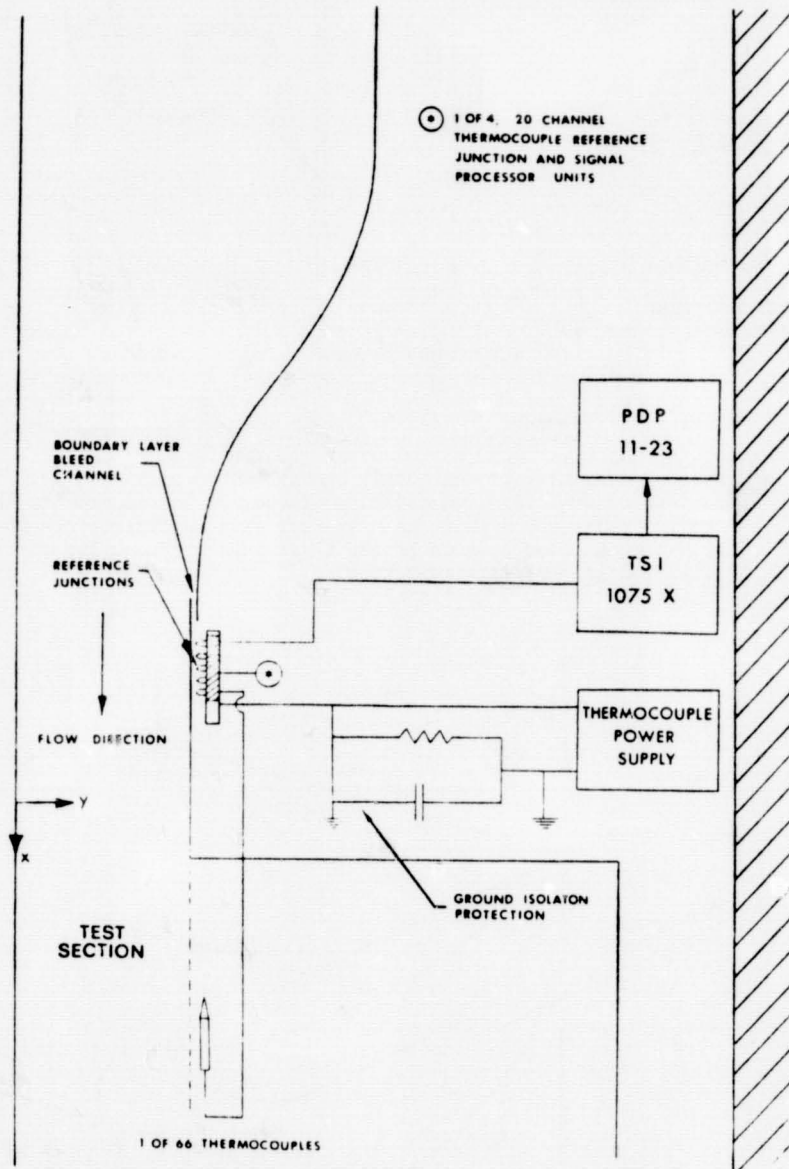 1 OF 4, 20 CHANNEL
THERMOCOUPLE REFERENCE
JUNCTION AND SIGNAL
PROCESSOR UNITS
PDP
11-23
BOUNDARY LAYER
BLEED
CHANNEL
TSI
1075 X
REFERENCE
JUNCTIONS
FLOW DIRECTION
THERMOCOUPLE
POWER
SUPPLY
y
x
GROUND ISOLATON
PROTECTION
TEST
SECTION
1 OF 66 THERMOCOUPLES